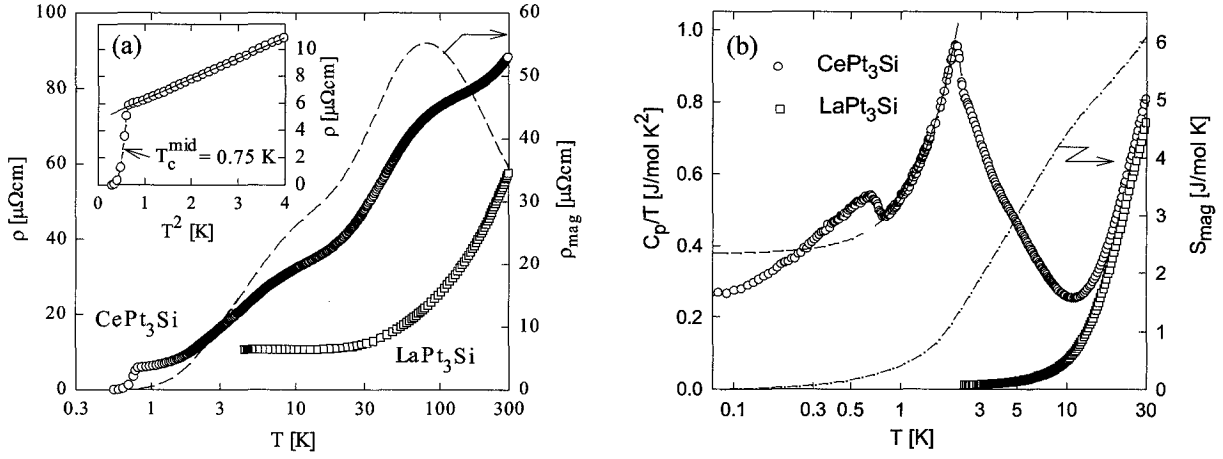 (a)
100
80
60
40
20
0
ρ [μΩcm]
0.3 1 3 10 30 100 300
T [K]
60
50
40
30
20
10
0
ρmag [μΩcm]
10
8
6
4
2
0
ρ [μΩcm]
Tc^mid = 0.75 K
0 1 2 3 4
T^2 [K]
CePt3Si
LaPt3Si
(b)
CePt3Si
LaPt3Si
1.0
0.8
0.6
0.4
0.2
0.0
Cp/T [J/mol K^2]
0.1 0.3 0.5 1 3 5 10 30
T [K]
6
5
4
3
2
1
0
Smag [J/mol K]